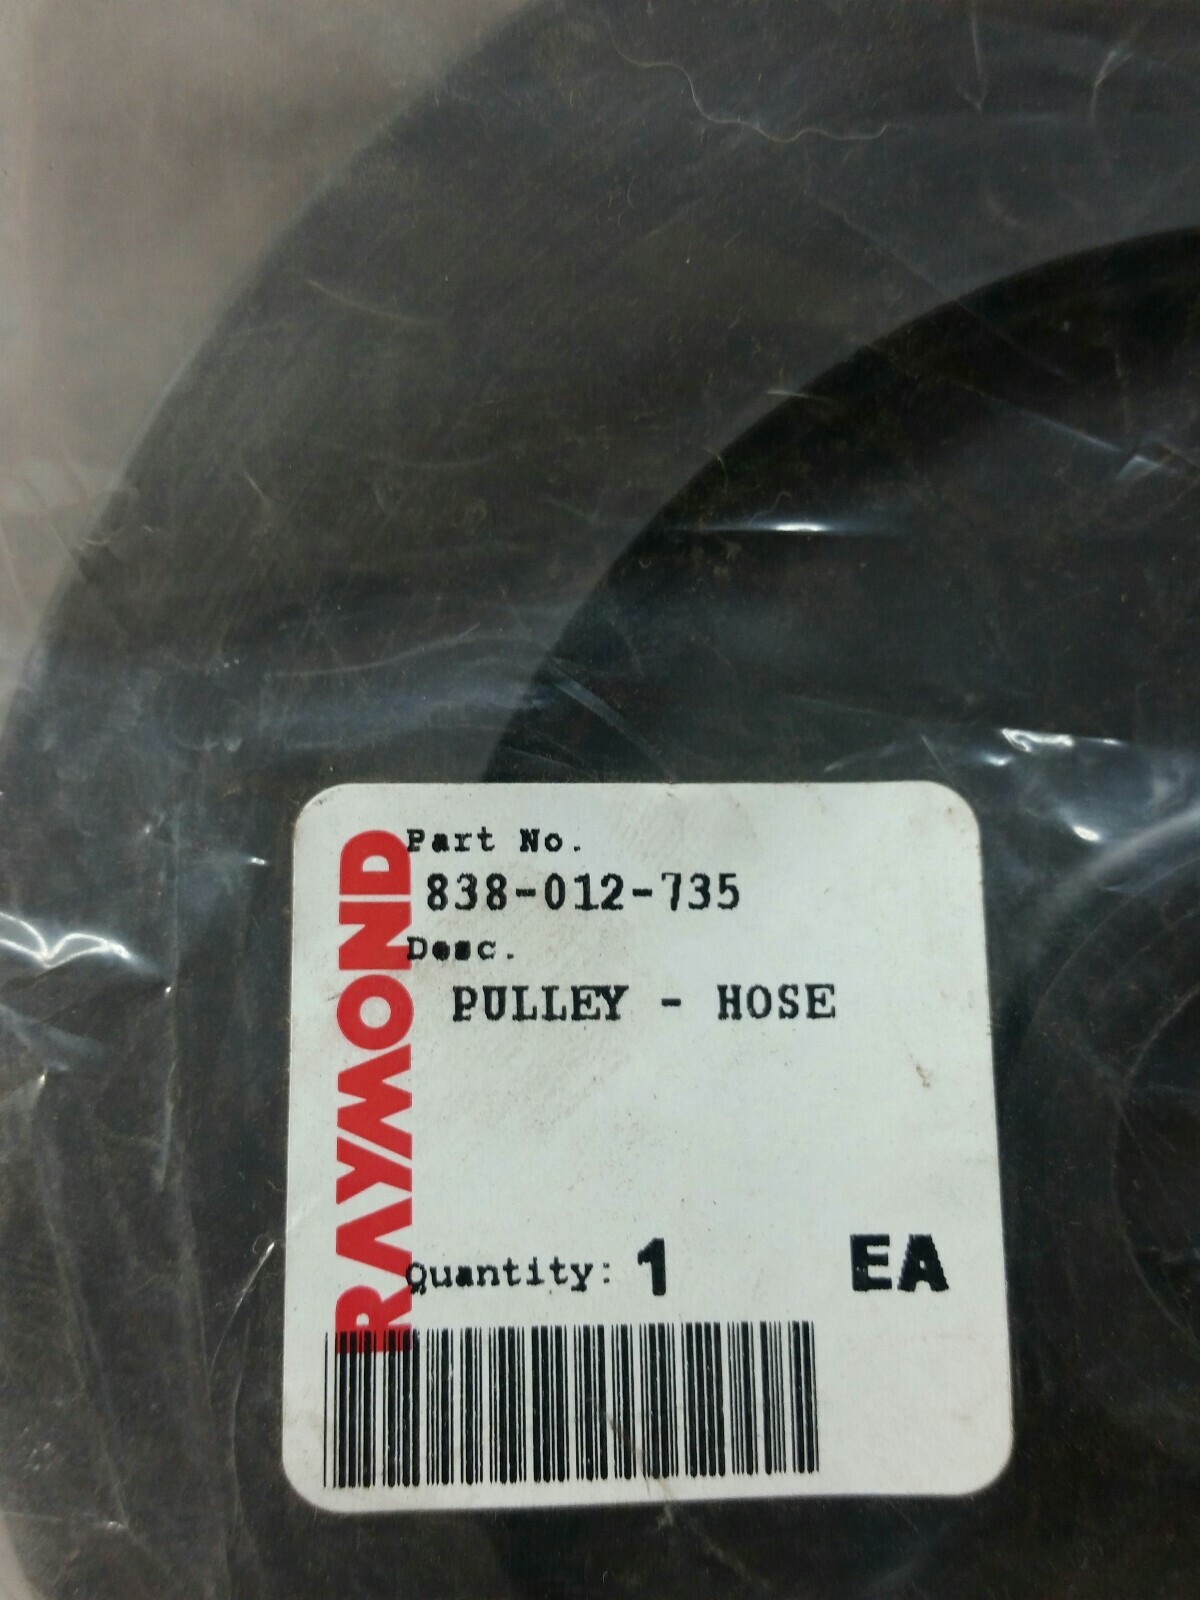 RAYMOND
Part No.
838-012-735
Desc.
PULLEY - HOSE
Quantity: 1 EA